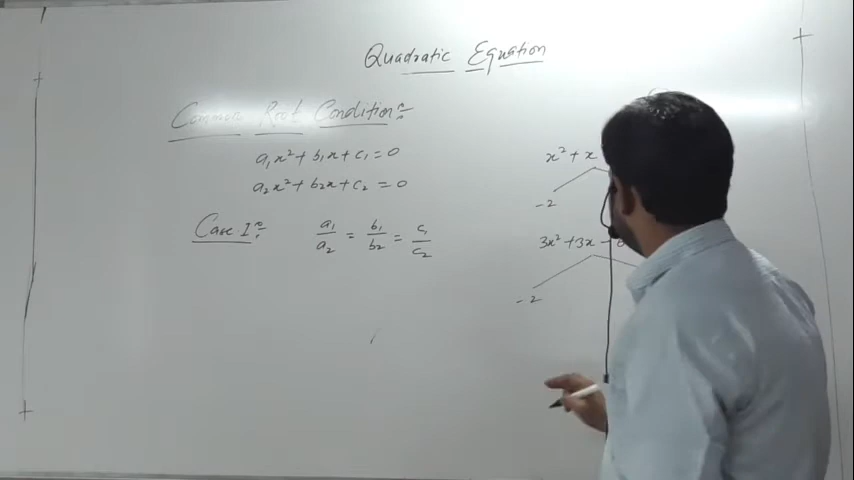 Quadratic Equation
Common Root Condition:-
a₁x² + b₁x + c₁ = 0
a₂x² + b₂x + c₂ = 0
Case-I:- a₁/a₂ = b₁/b₂ = c₁/c₂
x² + x
-2
3x² + 3x - 6
-2